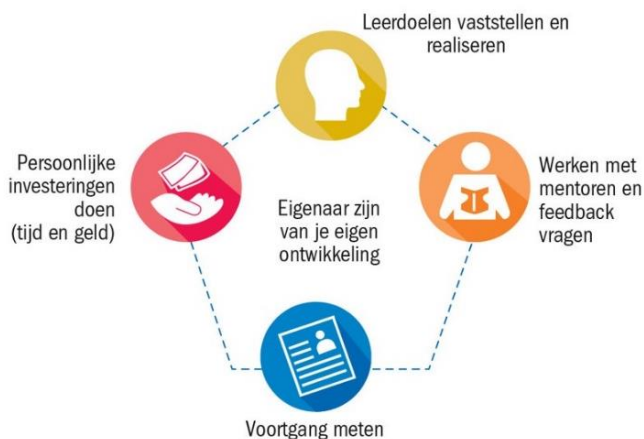 Leerdoelen vaststellen en
realiseren
Persoonlijke
investeringen
doen
(tijd en geld)
Eigenaar zijn
van je eigen
ontwikkeling
Werken met
mentoren en
feedback
vragen
Voortgang meten